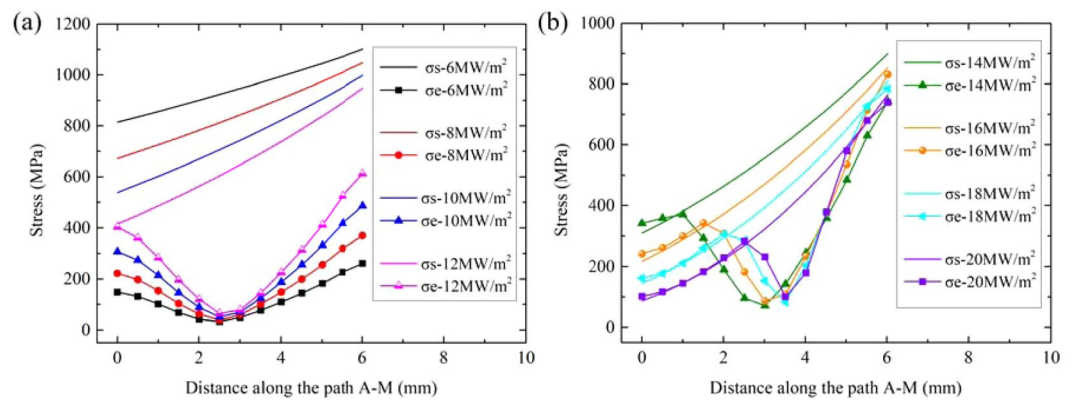 (a)
1200
1000
800
600
400
200
0
Stress (MPa)
0 2 4 6 8 10
Distance along the path A-M (mm)
σs-6MW/m²
σe-6MW/m²
σs-8MW/m²
σe-8MW/m²
σs-10MW/m²
σe-10MW/m²
σs-12MW/m²
σe-12MW/m²
(b)
1000
800
600
400
200
0
Stress (MPa)
0 2 4 6 8 10
Distance along the path A-M (mm)
σs-14MW/m²
σe-14MW/m²
σs-16MW/m²
σe-16MW/m²
σs-18MW/m²
σe-18MW/m²
σs-20MW/m²
σe-20MW/m²